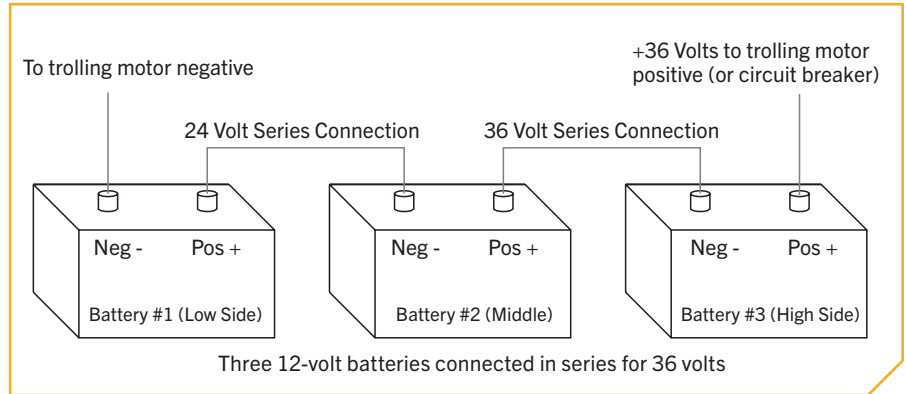 To trolling motor negative
+36 Volts to trolling motor
positive (or circuit breaker)
24 Volt Series Connection
36 Volt Series Connection
Neg -
Pos +
Neg -
Pos +
Neg -
Pos +
Battery #1 (Low Side)
Battery #2 (Middle)
Battery #3 (High Side)
Three 12-volt batteries connected in series for 36 volts